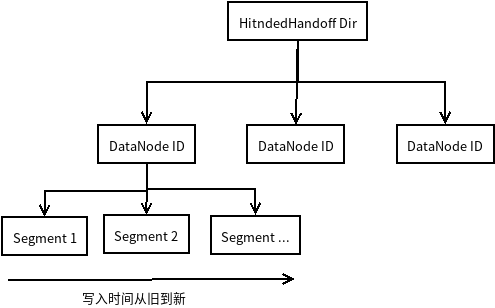 HitndedHandoff Dir
DataNode ID
DataNode ID
DataNode ID
Segment 1
Segment 2
Segment ...
写入时间从旧到新